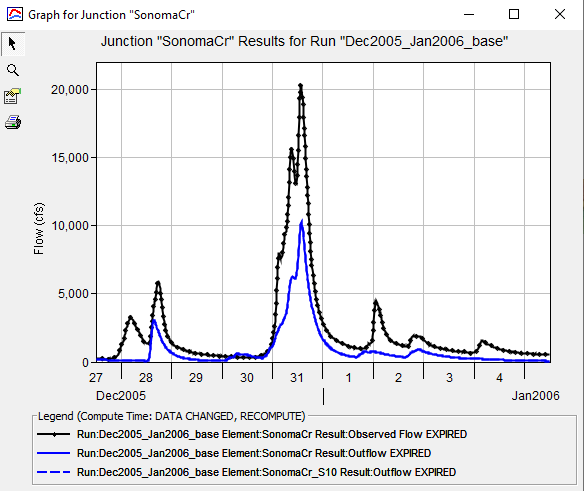 Graph for Junction "SonomaCr"
Junction "SonomaCr" Results for Run "Dec2005_Jan2006_base"
20,000
15,000
10,000
5,000
0
Flow (cfs)
27 28 29 30 31 1 2 3 4
Dec2005 Jan2006
Legend (Compute Time: DATA CHANGED, RECOMPUTE)
Run:Dec2005_Jan2006_base Element:SonomaCr Result:Observed Flow EXPIRED
Run:Dec2005_Jan2006_base Element:SonomaCr Result:Outflow EXPIRED
Run:Dec2005_Jan2006_base Element:SonomaCr_S10 Result:Outflow EXPIRED